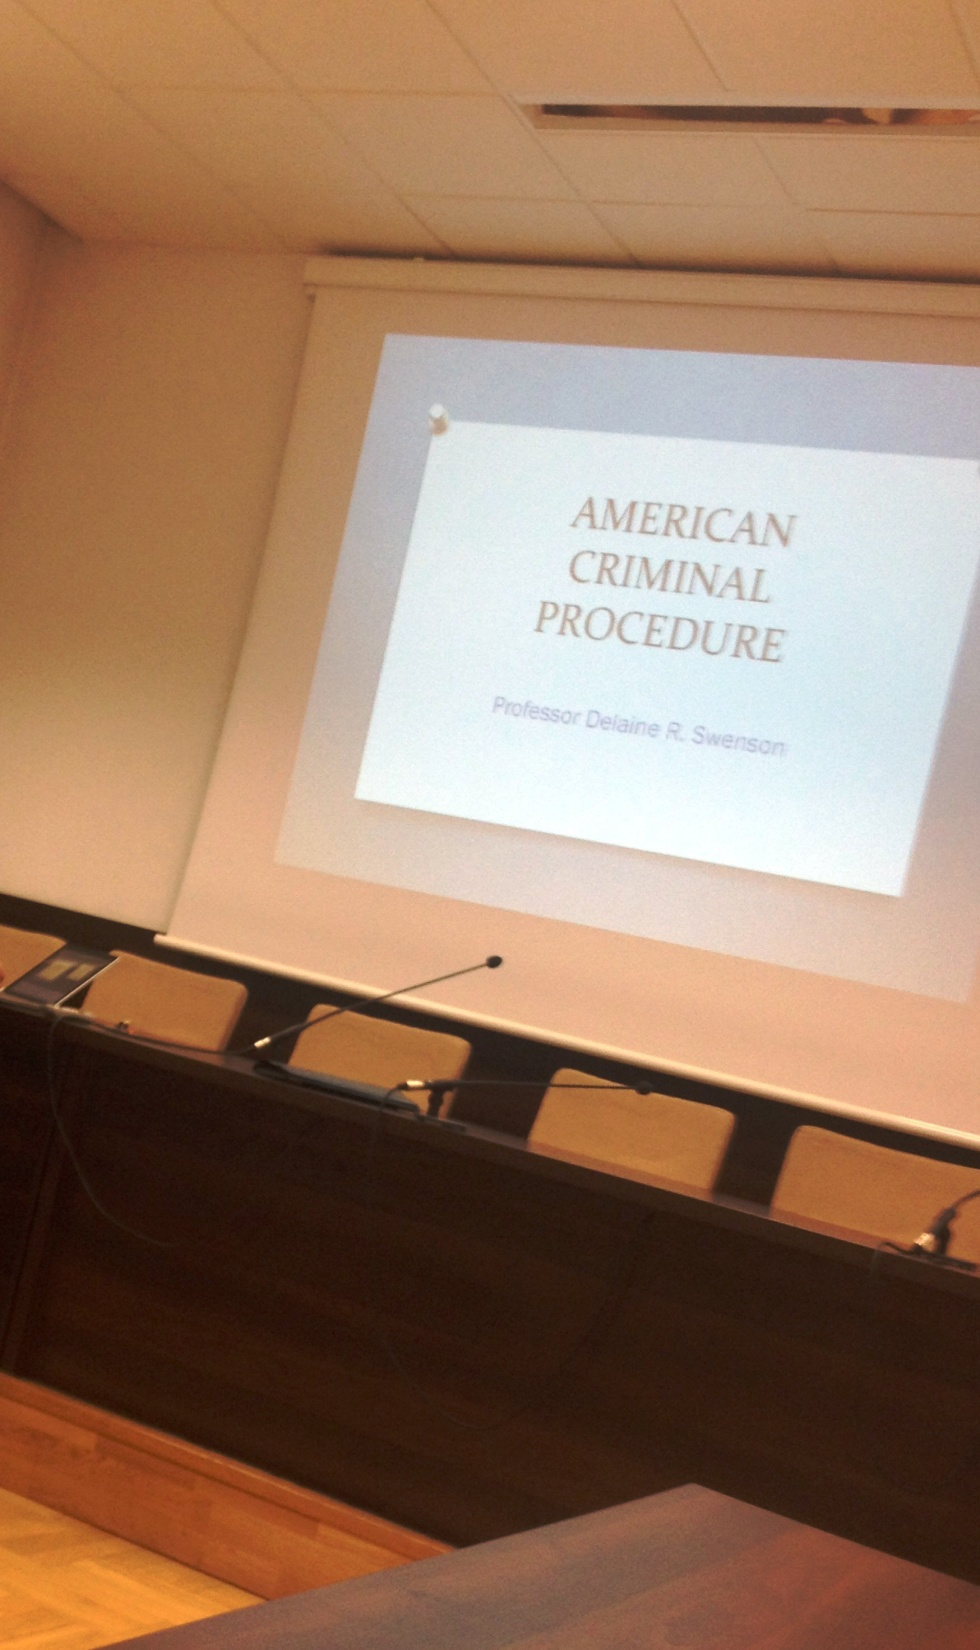 AMERICAN
CRIMINAL
PROCEDURE
Professor Delaine R. Swenson